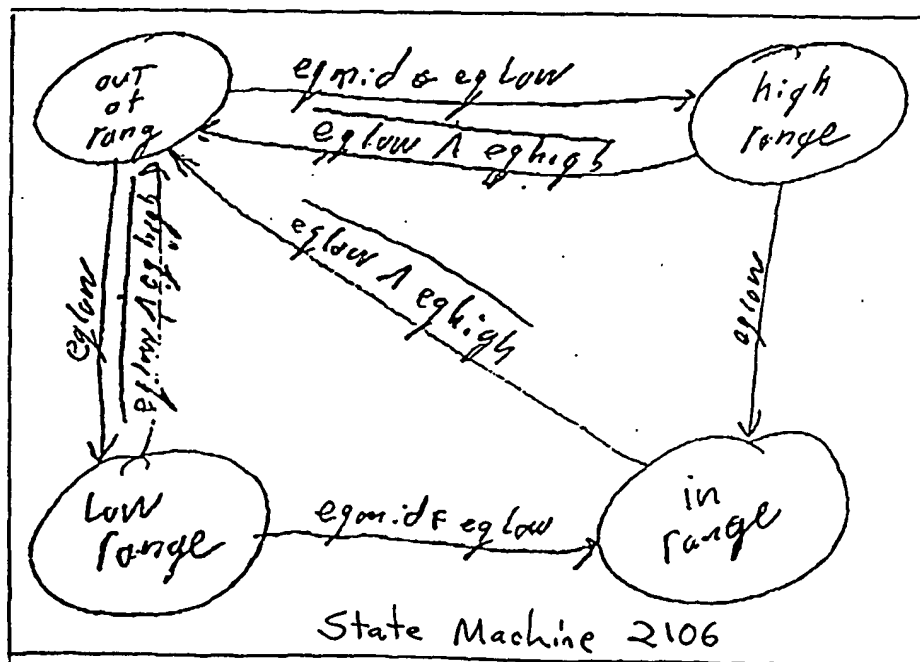 out
of
rang
eqmid & eqlow
high
range
eqlow Λ eqhigh
eqlow Λ eqhigh
eqlow
eqlow Λ eqhigh
eqlow
Low
range
eqmid & eqlow
in
range
State Machine 2106